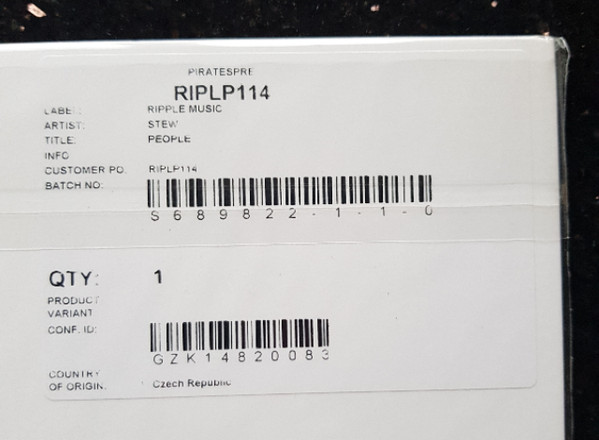 PIRATESPRE
RIPLP114
LABEL: RIPPLE MUSIC
ARTIST: STEW
TITLE: PEOPLE
INFO
CUSTOMER PO. RIPLP114
BATCH NO:
S689822-1-1-0
QTY: 1
PRODUCT
VARIANT
CONF. ID:
GZK14820083
COUNTRY
OF ORIGIN. Czech Republic